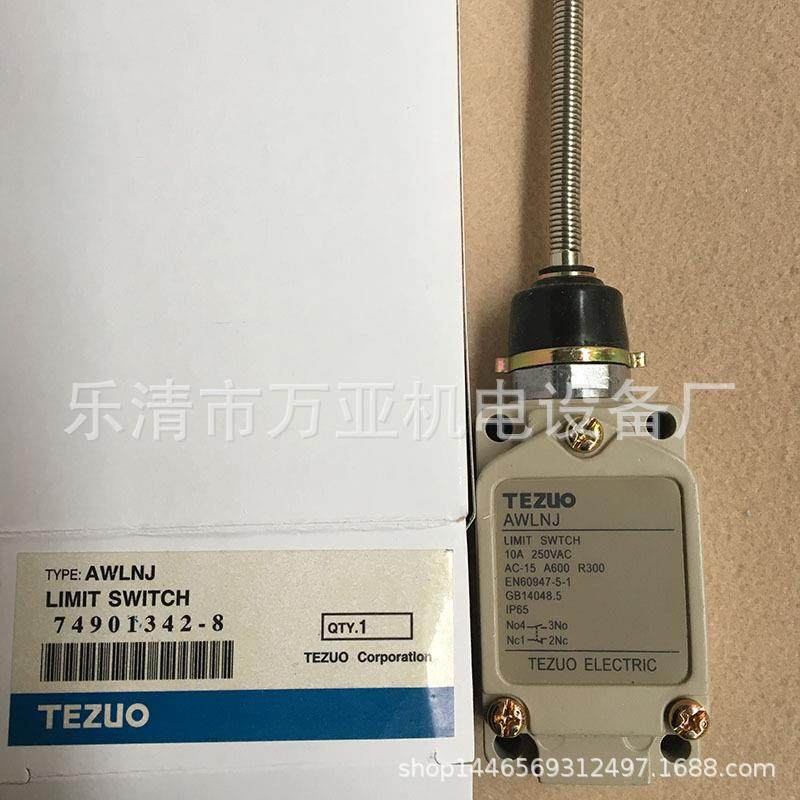 乐清市万亚机电设备厂
TEZUO
AWLNJ
LIMIT SWTCH
10A 250VAC
AC-15 A600 R300
EN60947-5-1
GB14048.5
IP65
No4 3No
Nc1 2Nc
TEZUO ELECTRIC
TYPE: AWLNJ
LIMIT SWITCH
74901342-8
QTY.1
TEZUO Corporation
TEZUO
shop1446569312497.1688.com